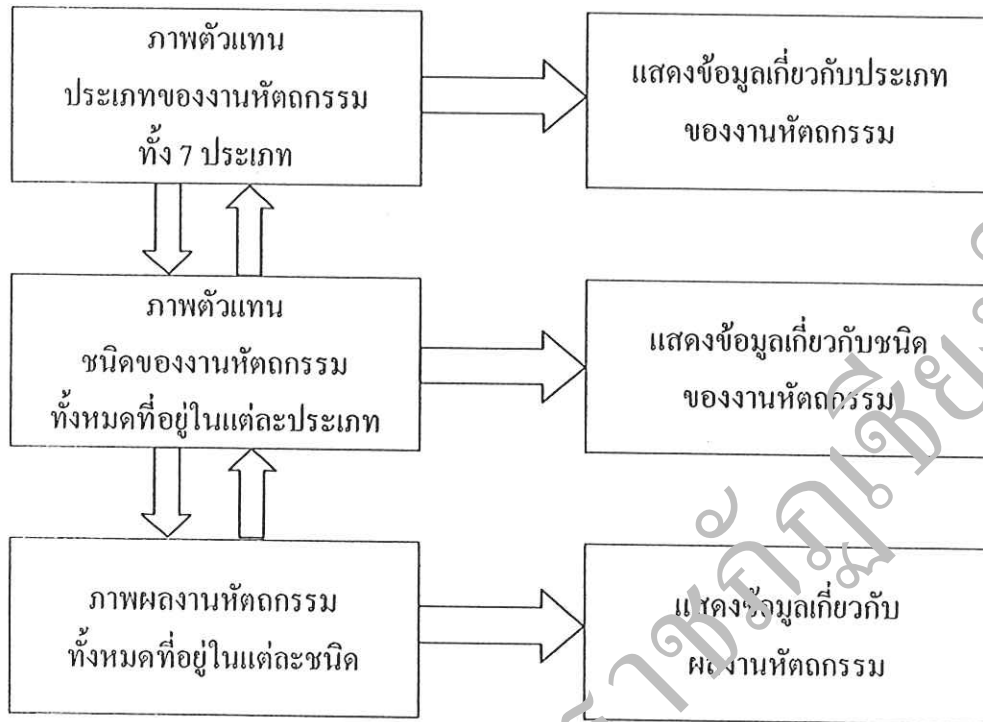 ภาพตัวแทน
ประเภทของงานหัตถกรรม
ทั้ง 7 ประเภท
แสดงข้อมูลเกี่ยวกับประเภท
ของงานหัตถกรรม
ภาพตัวแทน
ชนิดของงานหัตถกรรม
ทั้งหมดที่อยู่ในแต่ละประเภท
แสดงข้อมูลเกี่ยวกับชนิด
ของงานหัตถกรรม
ภาพผลงานหัตถกรรม
ทั้งหมดที่อยู่ในแต่ละชนิด
แสดงข้อมูลเกี่ยวกับ
ผลงานหัตถกรรม
ราชภัฏเชีย